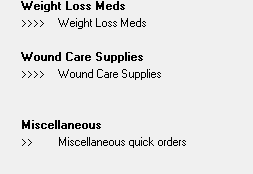 Weight Loss Meds
>>>> Weight Loss Meds
Wound Care Supplies
>>>> Wound Care Supplies
Miscellaneous
>> Miscellaneous quick orders